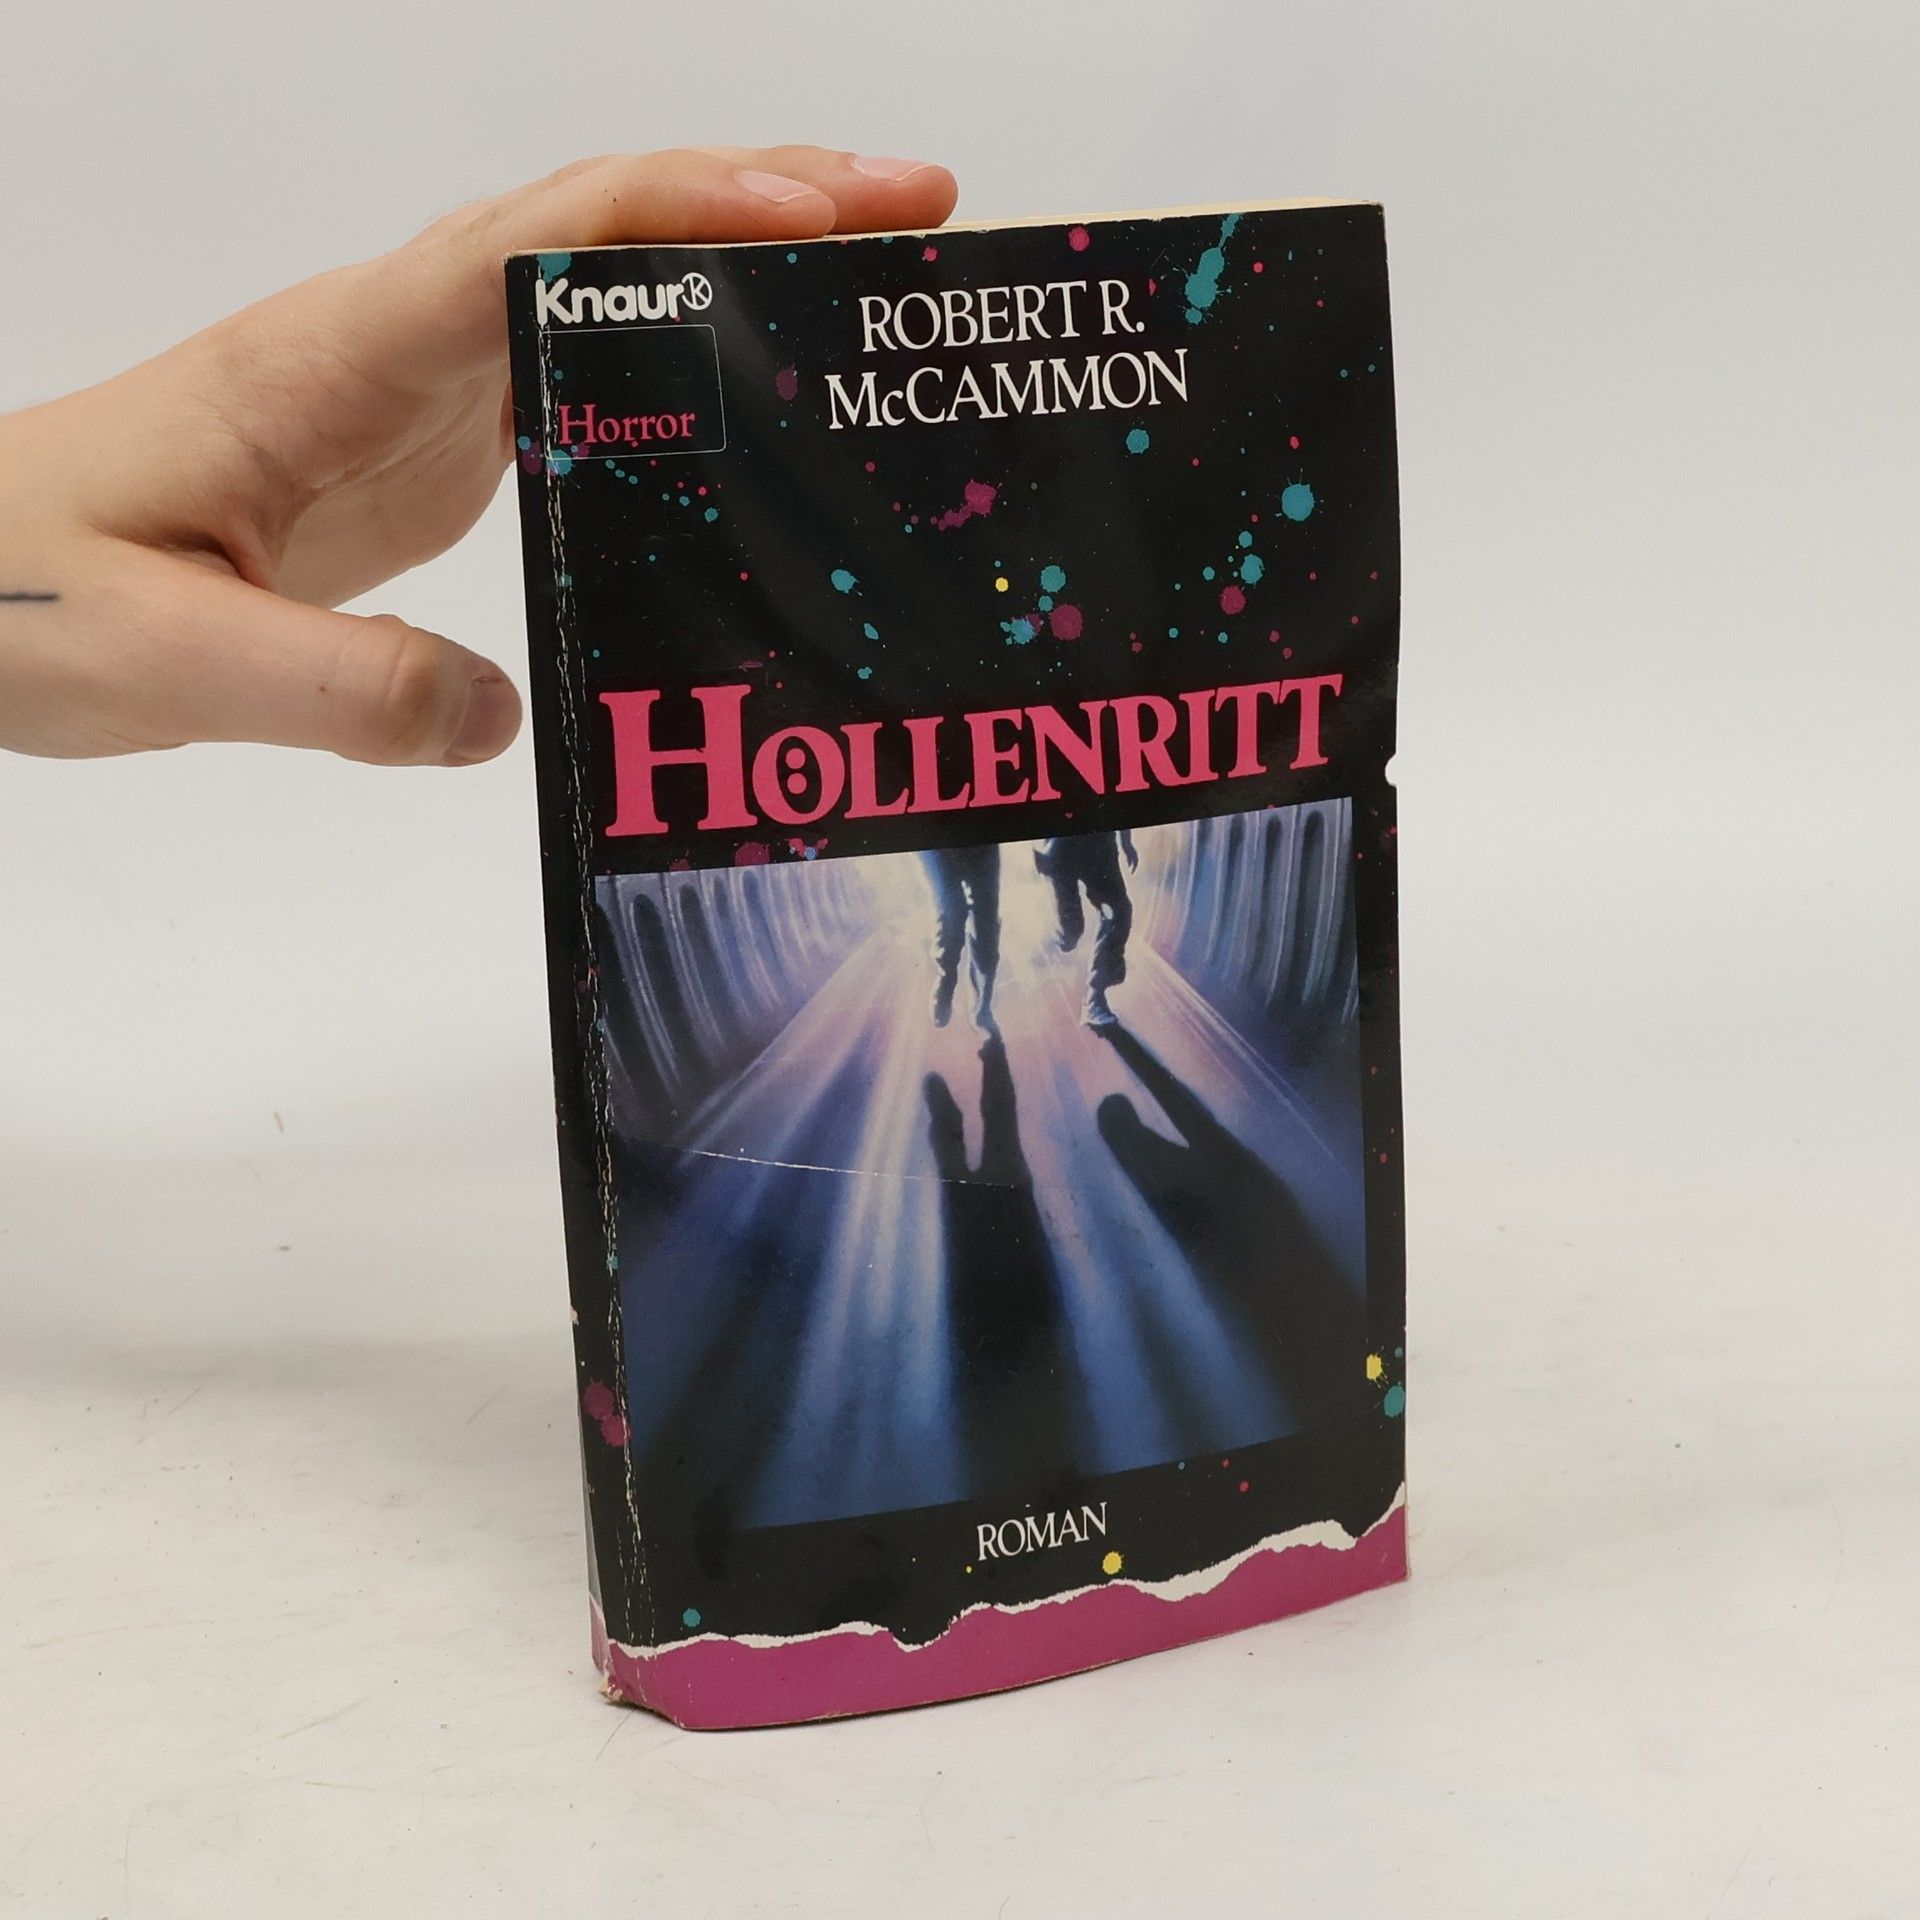 Knaur K
Horror
ROBERT R.
McCAMMON
HÖLLENRITT
ROMAN